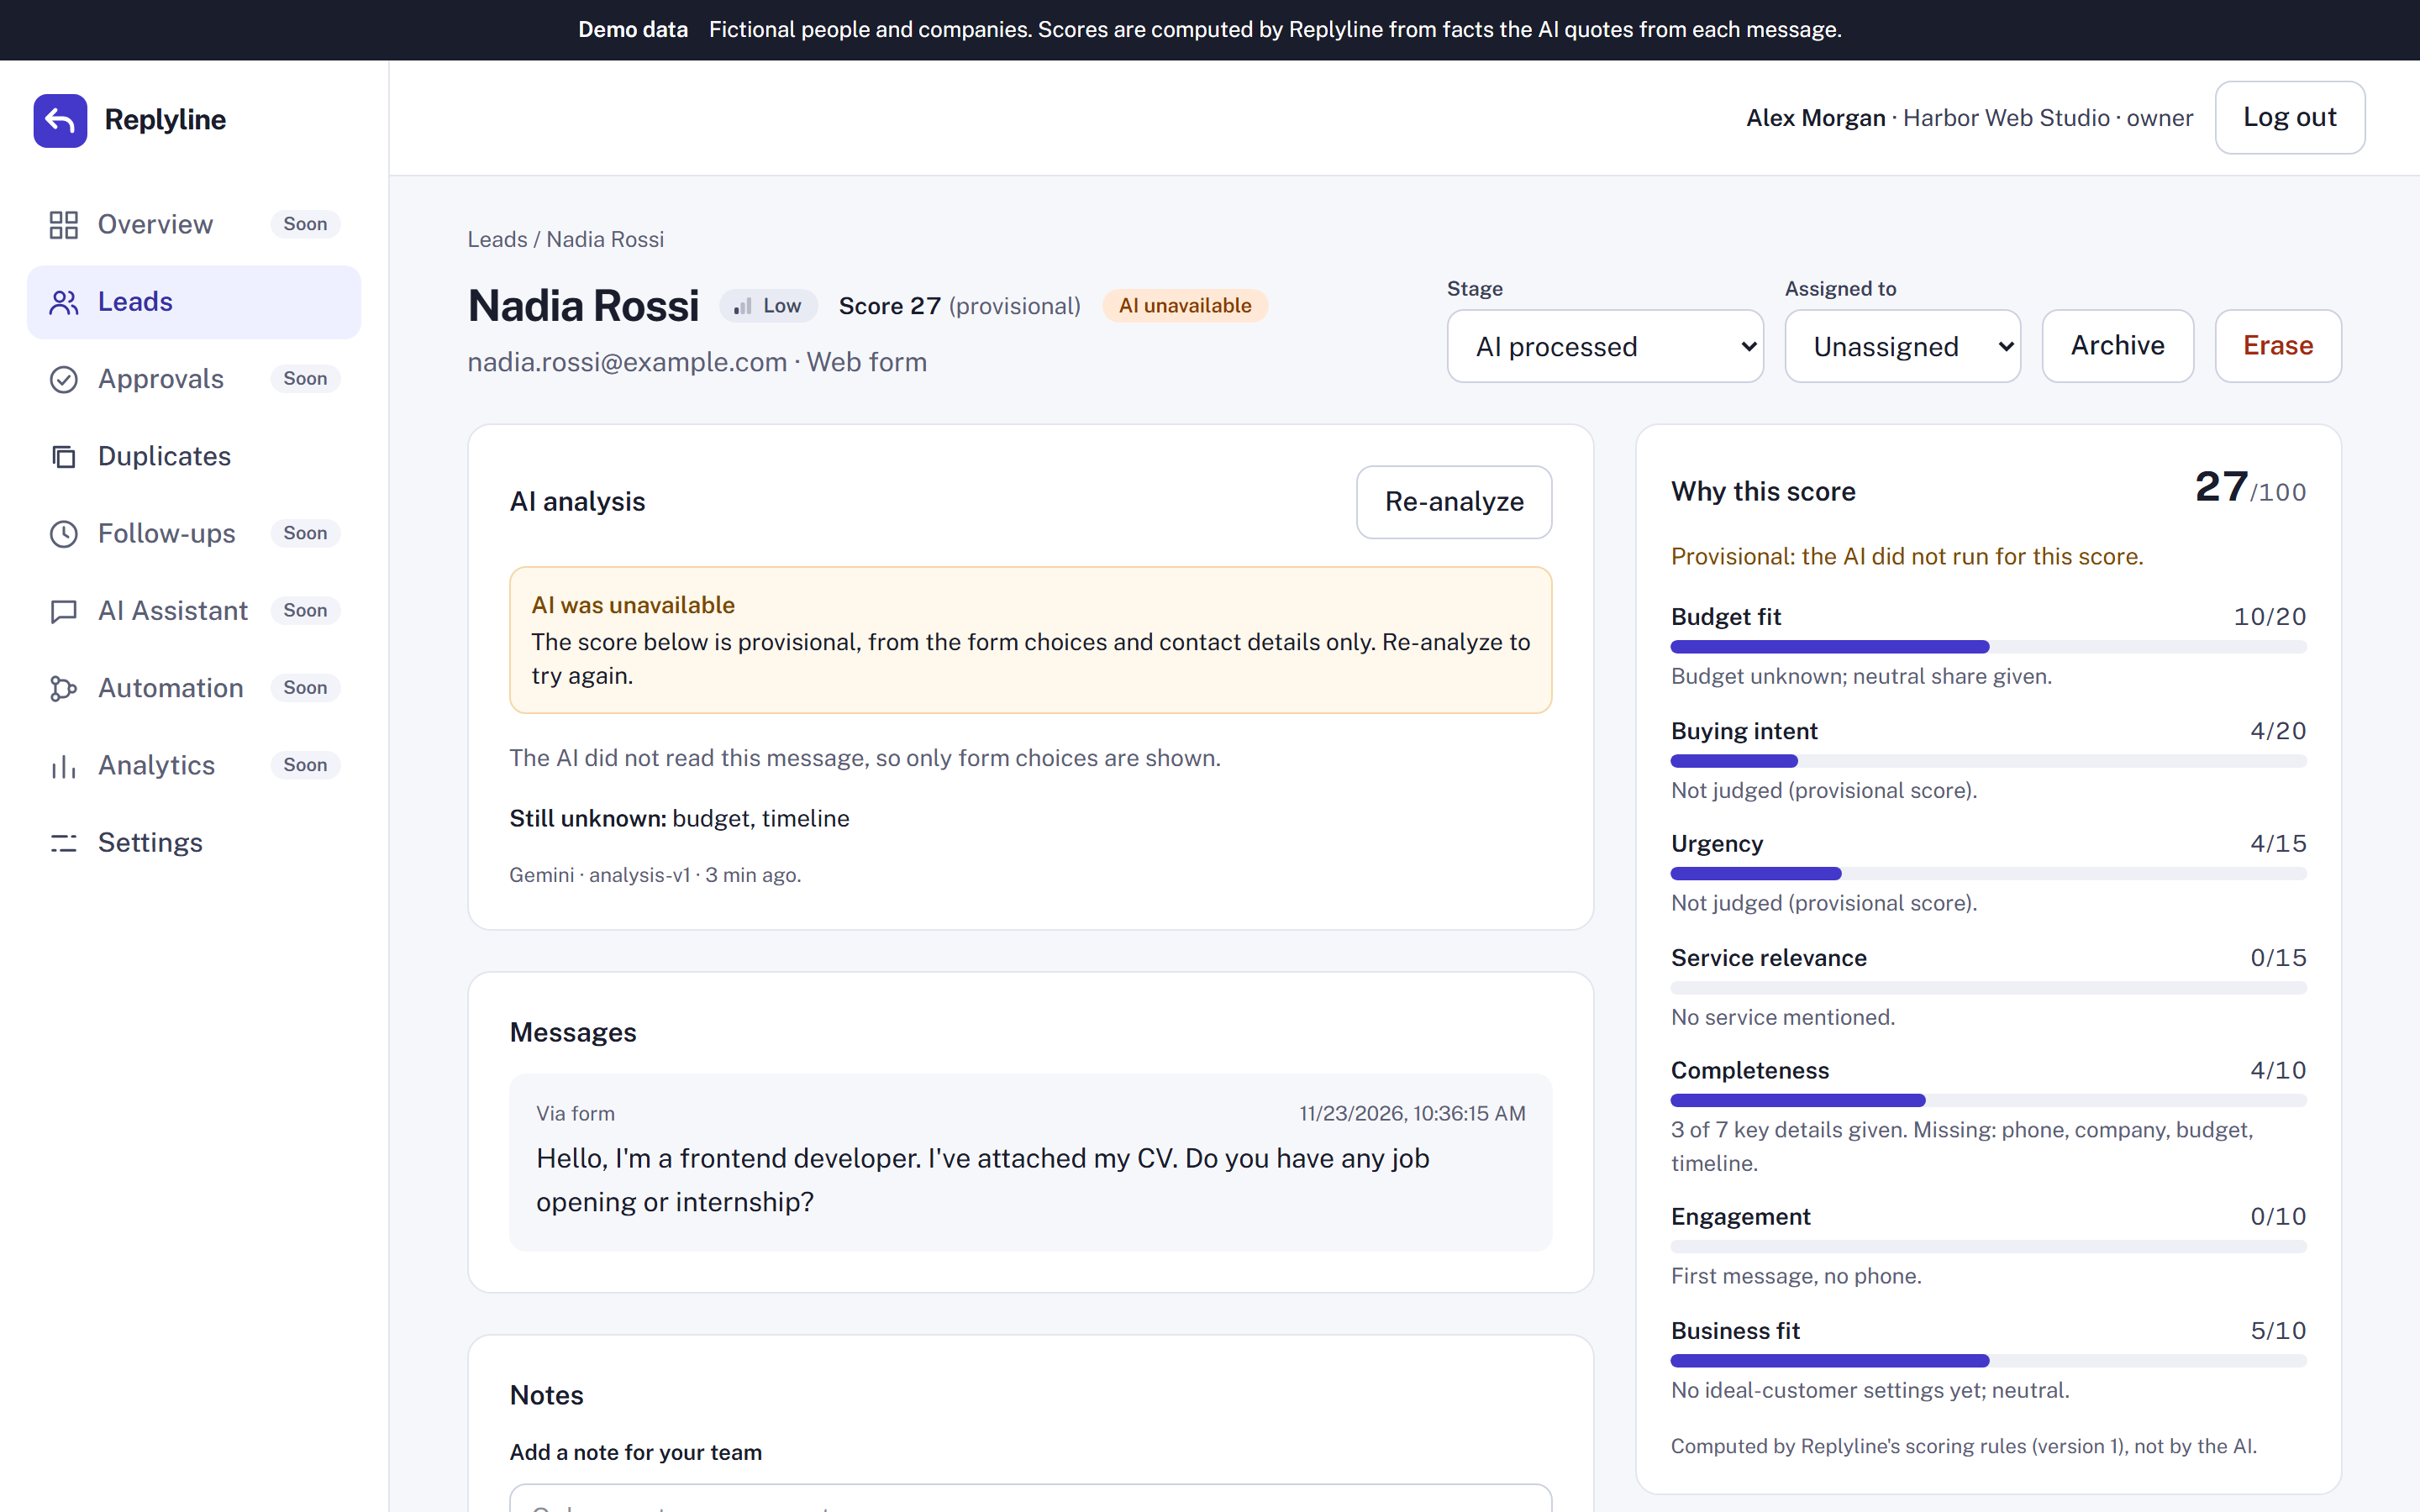 Demo data Fictional people and companies. Scores are computed by Replyline from facts the AI quotes from each message.
Replyline
Alex Morgan · Harbor Web Studio · owner
Log out
Overview Soon
Leads
Approvals Soon
Duplicates
Follow-ups Soon
AI Assistant Soon
Automation Soon
Analytics Soon
Settings
Leads / Nadia Rossi
Nadia Rossi Low Score 27 (provisional) AI unavailable
nadia.rossi@example.com · Web form
Stage
AI processed
Assigned to
Unassigned
Archive
Erase
AI analysis
Re-analyze
AI was unavailable
The score below is provisional, from the form choices and contact details only. Re-analyze to
try again.
The AI did not read this message, so only form choices are shown.
Still unknown: budget, timeline
Gemini · analysis-v1 · 3 min ago.
Messages
Via form 11/23/2026, 10:36:15 AM
Hello, I'm a frontend developer. I've attached my CV. Do you have any job
opening or internship?
Notes
Add a note for your team
Why this score 27/100
Provisional: the AI did not run for this score.
Budget fit 10/20
Budget unknown; neutral share given.
Buying intent 4/20
Not judged (provisional score).
Urgency 4/15
Not judged (provisional score).
Service relevance 0/15
No service mentioned.
Completeness 4/10
3 of 7 key details given. Missing: phone, company, budget,
timeline.
Engagement 0/10
First message, no phone.
Business fit 5/10
No ideal-customer settings yet; neutral.
Computed by Replyline's scoring rules (version 1), not by the AI.